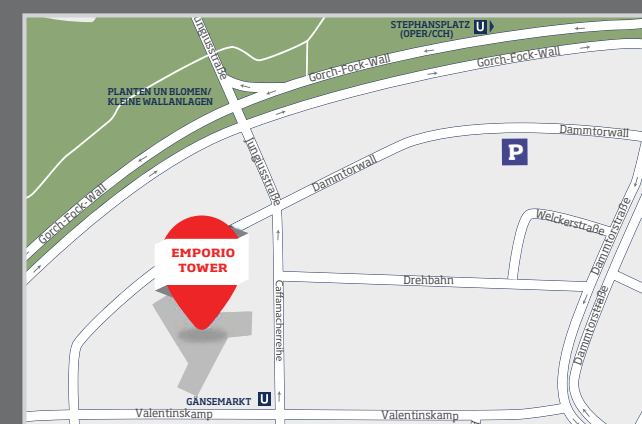 Jungiusstraße
STEPHANSPLATZ U
(OPER/CCH)
Gorch-Fock-Wall
Gorch-Fock-Wall
PLANTEN UN BLOMEN/
KLEINE WALLANLAGEN
Dammtorwall
P
Jungiusstraße
Dammtorwall
Gorch-Fock-Wall
Welckerstraße
Dammtorstraße
EMPORIO
TOWER
Drehbahn
Caffamacherreihe
Dammtorstraße
GÄNSEMARKT U
Valentinskamp
Valentinskamp